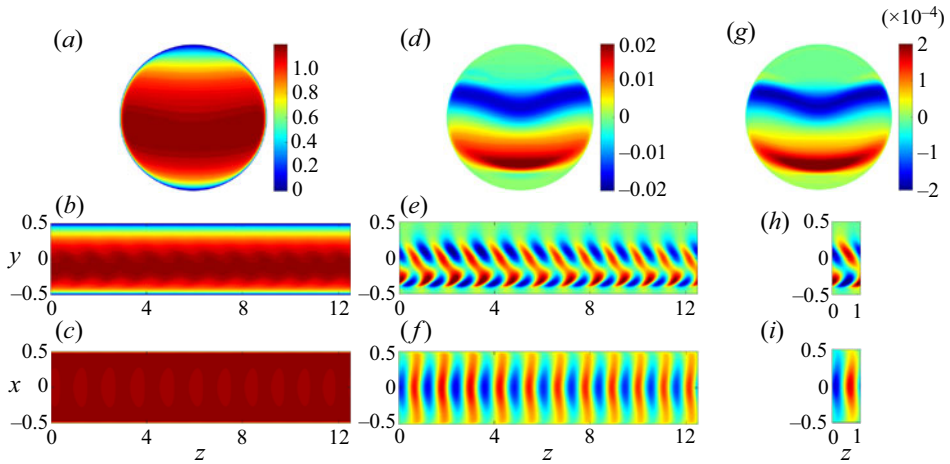 (×10⁻⁴)
(a) (d) (g)
1.0 0.02 2
0.8 0.01 1
0.6 0 0
0.4
0.2 –0.01 –1
0 –0.02 –2
(b) (e) (h)
0.5 0.5 0.5
y 0 0 0
–0.5 –0.5 –0.5
0 4 8 12 0 4 8 12 0 1
(c) (f) (i)
0.5 0.5 0.5
x 0 0 0
–0.5 –0.5 –0.5
0 4 8 12 0 4 8 12 0 1
z z z